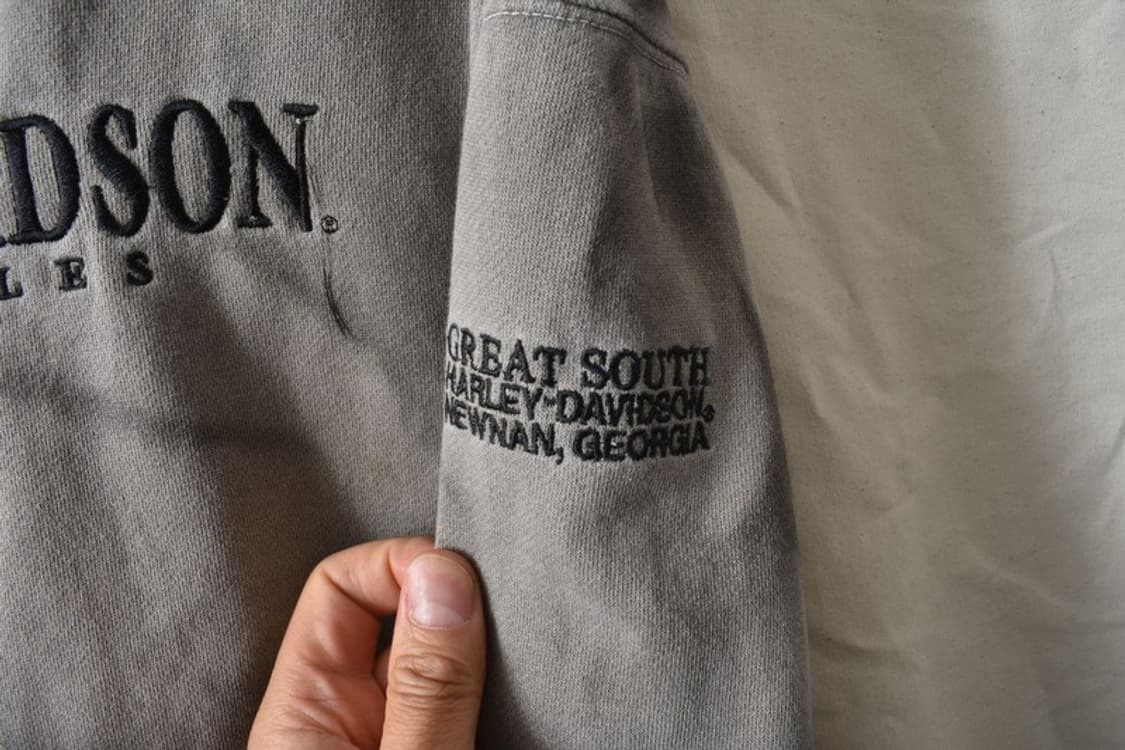 DSON®
LES
GREAT SOUTH
HARLEY-DAVIDSON®
NEWNAN, GEORGIA